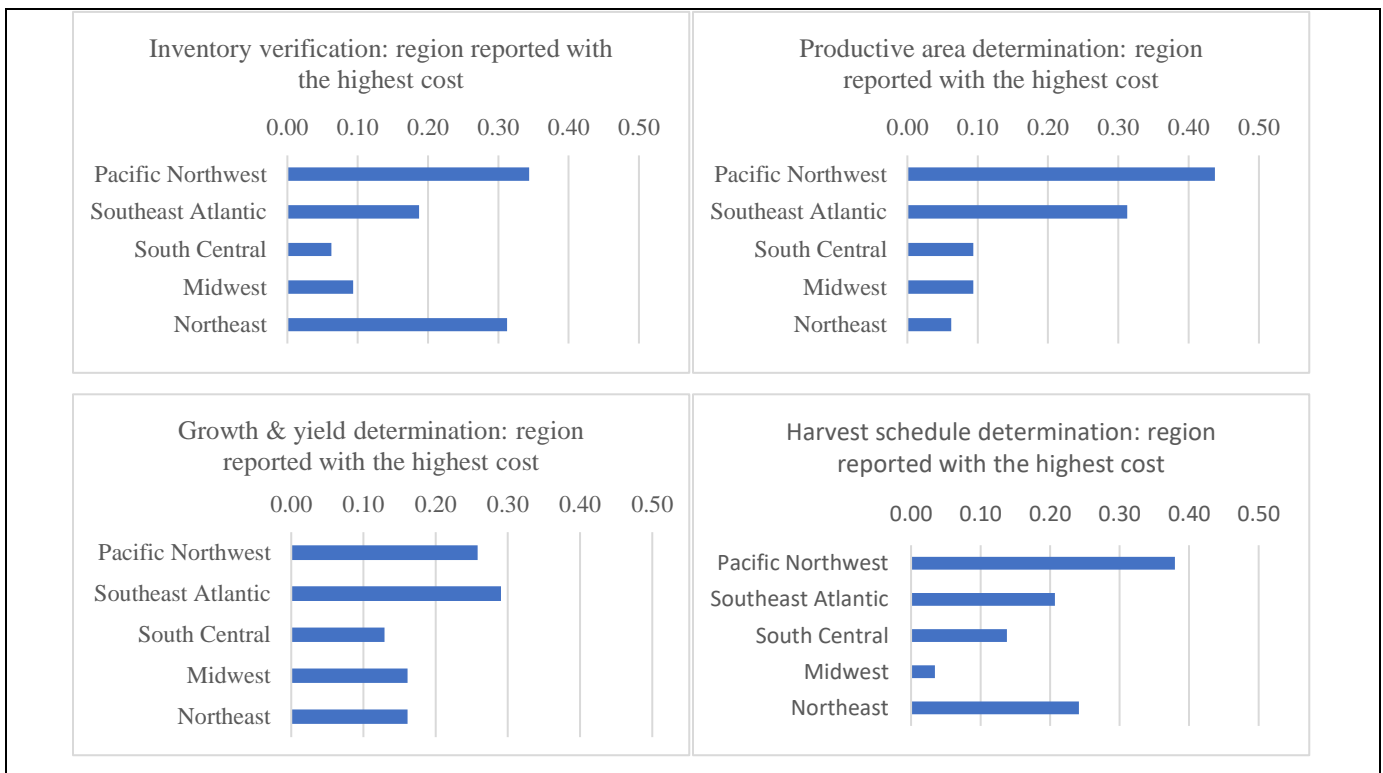 Inventory verification: region reported with
the highest cost
0.00 0.10 0.20 0.30 0.40 0.50
Pacific Northwest
Southeast Atlantic
South Central
Midwest
Northeast
Productive area determination: region
reported with the highest cost
0.00 0.10 0.20 0.30 0.40 0.50
Pacific Northwest
Southeast Atlantic
South Central
Midwest
Northeast
Growth & yield determination: region
reported with the highest cost
0.00 0.10 0.20 0.30 0.40 0.50
Pacific Northwest
Southeast Atlantic
South Central
Midwest
Northeast
Harvest schedule determination: region
reported with the highest cost
0.00 0.10 0.20 0.30 0.40 0.50
Pacific Northwest
Southeast Atlantic
South Central
Midwest
Northeast